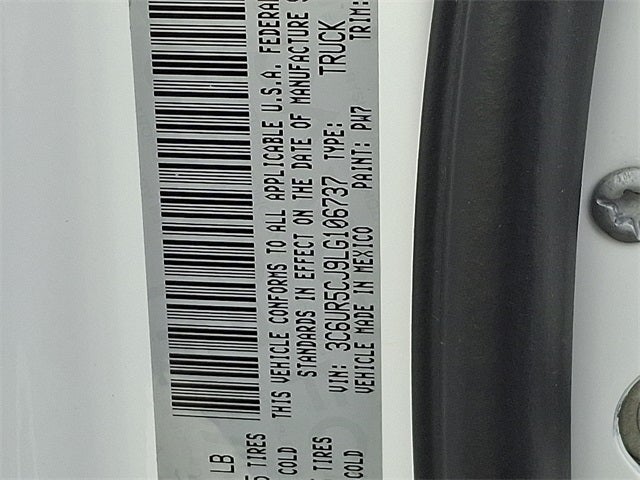 LB
5 TIRES
COLD
THIS VEHICLE CONFORMS TO ALL APPLICABLE U.S.A. FEDERAL
STANDARDS IN EFFECT ON THE DATE OF MANUFACTURE S
VIN: 3C6UR5CJ9LG106737 TYPE: TRUCK
VEHICLE MADE IN MEXICO PAINT: PW7 TRIM:
TIRES
COLD